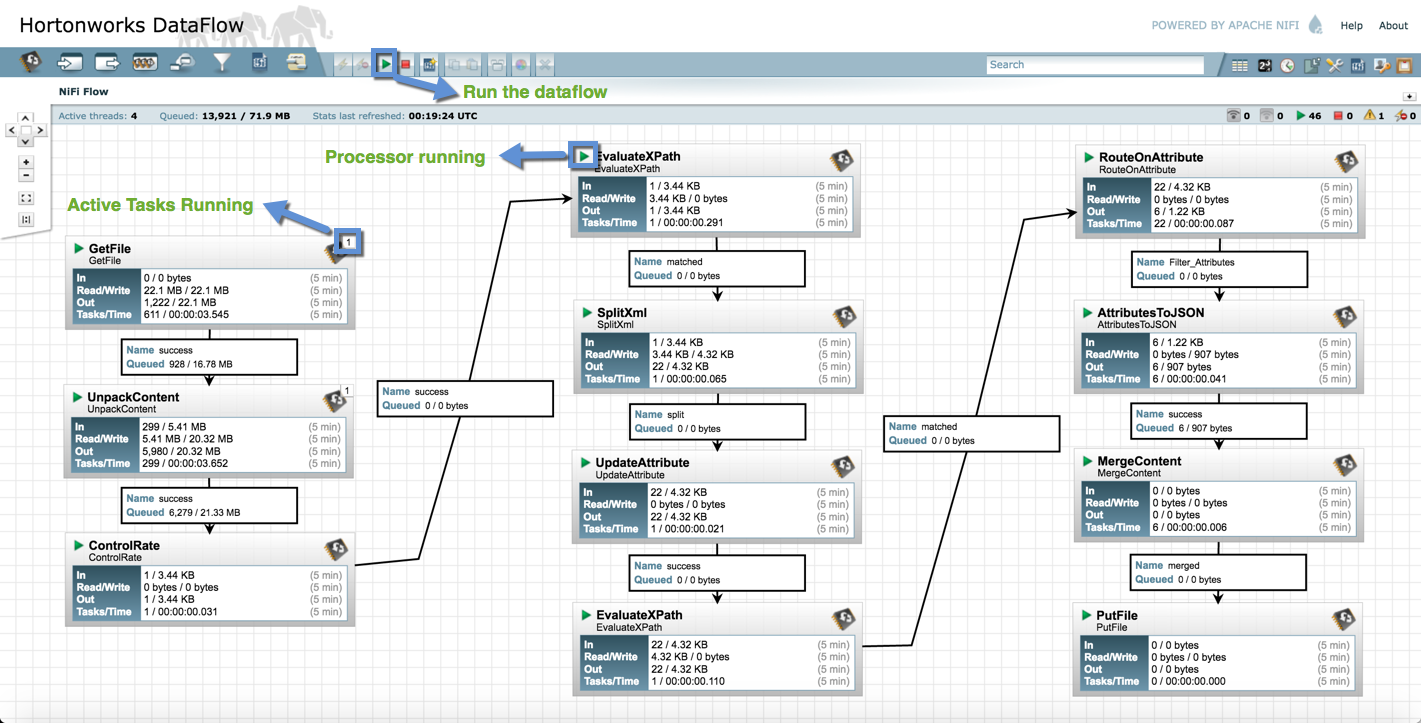 Hortonworks DataFlow
POWERED BY APACHE NIFI
Help
About
Search
Run the dataflow
NiFi Flow
Active threads: 4
Queued: 13,921 / 71.9 MB
Stats last refreshed: 00:19:24 UTC
0
0
46
0
1
0
Active Tasks Running
1
GetFile
GetFile
In 0 / 0 bytes (5 min)
Read/Write 22.1 MB / 22.1 MB (5 min)
Out 1,222 / 22.1 MB (5 min)
Tasks/Time 611 / 00:00:03.545 (5 min)
Name success
Queued 928 / 16.78 MB
1
UnpackContent
UnpackContent
In 299 / 5.41 MB (5 min)
Read/Write 5.41 MB / 20.32 MB (5 min)
Out 5,980 / 20.32 MB (5 min)
Tasks/Time 299 / 00:00:03.652 (5 min)
Name success
Queued 6,279 / 21.33 MB
ControlRate
ControlRate
In 1 / 3.44 KB (5 min)
Read/Write 0 bytes / 0 bytes (5 min)
Out 1 / 3.44 KB (5 min)
Tasks/Time 1 / 00:00:00.031 (5 min)
Name success
Queued 0 / 0 bytes
Processor running
EvaluateXPath
EvaluateXPath
In 1 / 3.44 KB (5 min)
Read/Write 3.44 KB / 0 bytes (5 min)
Out 1 / 3.44 KB (5 min)
Tasks/Time 1 / 00:00:00.291 (5 min)
Name matched
Queued 0 / 0 bytes
SplitXml
SplitXml
In 1 / 3.44 KB (5 min)
Read/Write 3.44 KB / 4.32 KB (5 min)
Out 22 / 4.32 KB (5 min)
Tasks/Time 1 / 00:00:00.065 (5 min)
Name split
Queued 0 / 0 bytes
UpdateAttribute
UpdateAttribute
In 22 / 4.32 KB (5 min)
Read/Write 0 bytes / 0 bytes (5 min)
Out 22 / 4.32 KB (5 min)
Tasks/Time 1 / 00:00:00.021 (5 min)
Name success
Queued 0 / 0 bytes
EvaluateXPath
EvaluateXPath
In 22 / 4.32 KB (5 min)
Read/Write 4.32 KB / 0 bytes (5 min)
Out 22 / 4.32 KB (5 min)
Tasks/Time 1 / 00:00:00.110 (5 min)
Name matched
Queued 0 / 0 bytes
RouteOnAttribute
RouteOnAttribute
In 22 / 4.32 KB (5 min)
Read/Write 0 bytes / 0 bytes (5 min)
Out 6 / 1.22 KB (5 min)
Tasks/Time 22 / 00:00:00.087 (5 min)
Name Filter_Attributes
Queued 0 / 0 bytes
AttributesToJSON
AttributesToJSON
In 6 / 1.22 KB (5 min)
Read/Write 0 bytes / 907 bytes (5 min)
Out 6 / 907 bytes (5 min)
Tasks/Time 6 / 00:00:00.041 (5 min)
Name success
Queued 6 / 907 bytes
MergeContent
MergeContent
In 0 / 0 bytes (5 min)
Read/Write 0 bytes / 0 bytes (5 min)
Out 0 / 0 bytes (5 min)
Tasks/Time 6 / 00:00:00.006 (5 min)
Name merged
Queued 0 / 0 bytes
PutFile
PutFile
In 0 / 0 bytes (5 min)
Read/Write 0 bytes / 0 bytes (5 min)
Out 0 / 0 bytes (5 min)
Tasks/Time 0 / 00:00:00.000 (5 min)